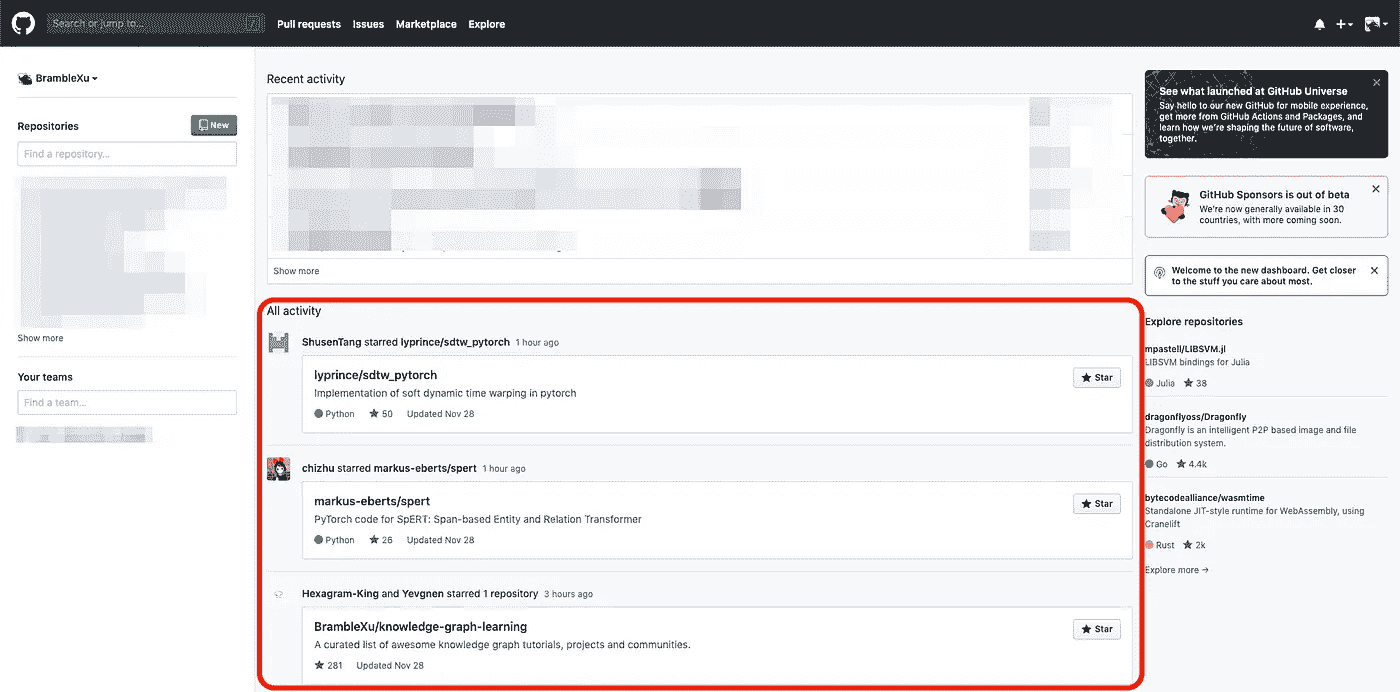 Search or jump to... /
Pull requests Issues Marketplace Explore
BrambleXu
Repositories
New
Find a repository...
Show more
Your teams
Find a team...
Recent activity
Show more
All activity
ShusenTang starred lyprince/sdtw_pytorch 1 hour ago
lyprince/sdtw_pytorch
Star
Implementation of soft dynamic time warping in pytorch
Python 50 Updated Nov 28
chizhu starred markus-eberts/spert 1 hour ago
markus-eberts/spert
Star
PyTorch code for SpERT: Span-based Entity and Relation Transformer
Python 26 Updated Nov 28
Hexagram-King and Yevgnen starred 1 repository 3 hours ago
BrambleXu/knowledge-graph-learning
Star
A curated list of awesome knowledge graph tutorials, projects and communities.
281 Updated Nov 28
See what launched at GitHub Universe
Say hello to our new GitHub for mobile experience,
get more from GitHub Actions and Packages, and
learn how we're shaping the future of software,
together.
GitHub Sponsors is out of beta
We're now generally available in 30
countries, with more coming soon.
Welcome to the new dashboard. Get closer
to the stuff you care about most.
Explore repositories
mpastell/LIBSVM.jl
LIBSVM bindings for Julia
Julia 38
dragonflyoss/Dragonfly
Dragonfly is an intelligent P2P based image and file
distribution system.
Go 4.4k
bytecodealliance/wasmtime
Standalone JIT-style runtime for WebAssembly, using
Cranelift
Rust 2k
Explore more →